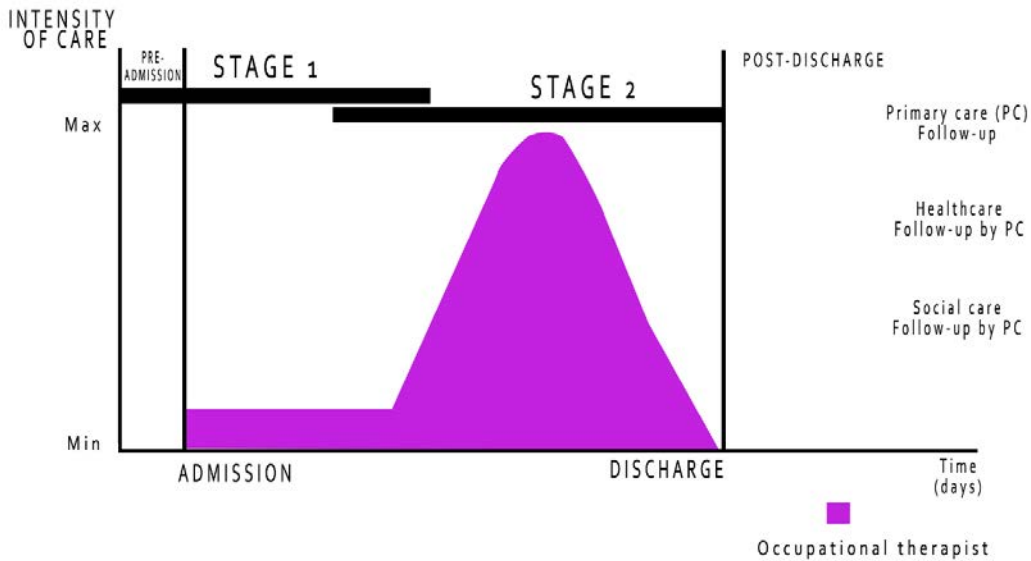 INTENSITY
OF CARE
PRE-
ADMISSION
STAGE 1
STAGE 2
POST-DISCHARGE
Max
Primary care (PC)
Follow-up
Healthcare
Follow-up by PC
Social care
Follow-up by PC
Min
ADMISSION
DISCHARGE
Time
(days)
Occupational therapist